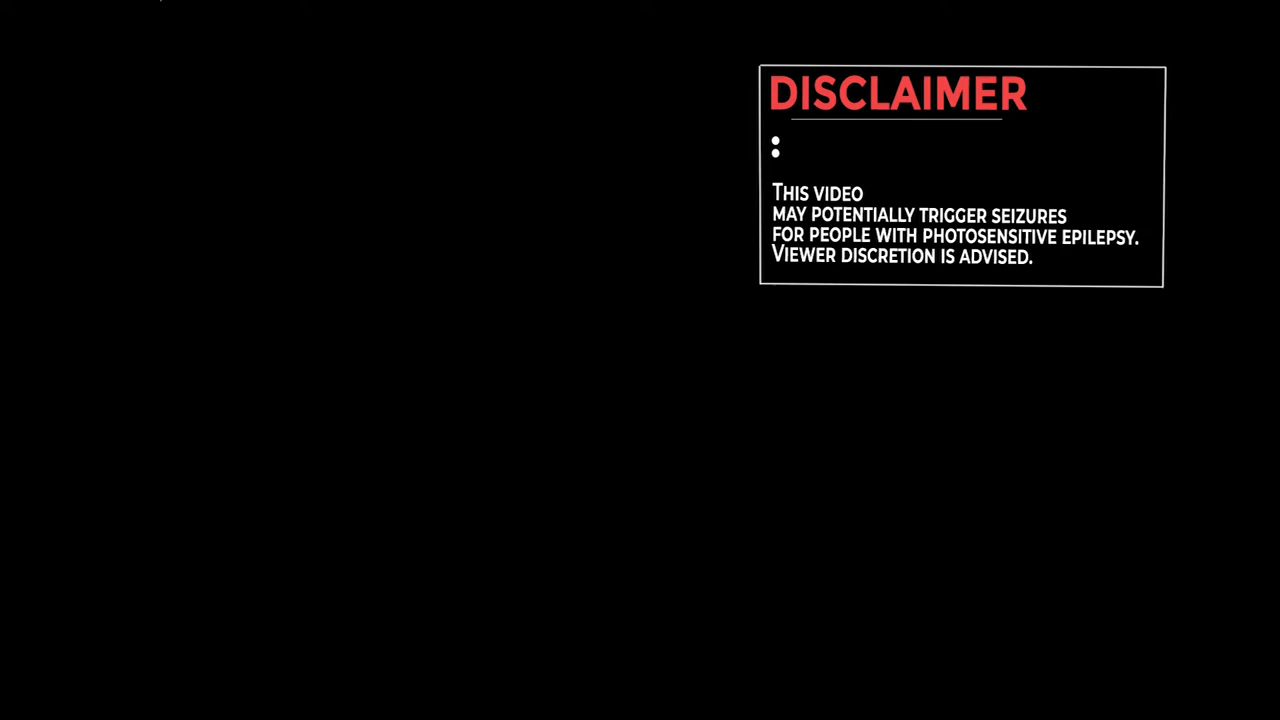 DISCLAIMER
:
THIS VIDEO
MAY POTENTIALLY TRIGGER SEIZURES
FOR PEOPLE WITH PHOTOSENSITIVE EPILEPSY.
VIEWER DISCRETION IS ADVISED.